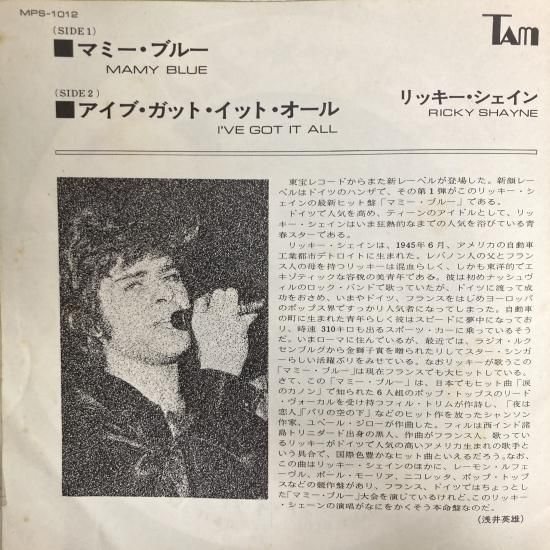 MPS-1012
TAM
(SIDE 1)
■マミー・ブルー
MAMY BLUE
(SIDE 2)
■アイブ・ガット・イット・オール
I'VE GOT IT ALL
リッキー・シェイン
RICKY SHAYNE
東宝レコードからまた新レーベルが登場した。新顔レー
ベルはドイツのハンザで、その第1弾がこのリッキー・シ
ェインの最新ヒット盤「マミー・ブルー」である。
ドイツで人気を高め、ティーンのアイドルとして、リッ
キー・シェインはいま狂熱的なまでの人気を浴びている青
春スターである。
リッキー・シェインは、1945年6月、アメリカの自動車
工業都市デトロイトに生まれた。レバノン人の父とフラン
ス人の母を持つリッキーは混血らしく、しかも東洋的でエ
キゾティックな容貌の美青年である。彼は初めナッシュヴ
ィルのロック・バンドで歌っていたが、ドイツに渡って成
功をおさめ、いまやドイツ、フランスをはじめヨーロッパ
のポップス界ですっかり人気者になってしまった。自動車
の町に生まれた青年らしく彼はスピードに夢中になってお
り、時速 310キロも出るスポーツ・カーに乗っているそう
だ。いまローマに住んでいるが、最近では、ラジオ・ルク
センブルグから金獅子賞を贈られたりしてスター・シンガ
ーらしい活躍ぶりをみせている。なおリッキーが歌うこの
「マミー・ブルー」は現在フランスでも大ヒットしている。
さて、この「マミー・ブルー」は、日本でもヒット曲「涙
のカノン」で知られた6人組のポップ・トップスのリード
・ヴォーカルを受け持つフィル・トリムが作詩し、「夜は
恋人」「パリの空の下」などのヒット作を放ったシャンソン
作家、ユベール・ジローが作曲した。フィルは西インド諸
島トリニダード出身の黒人、作曲がフランス人、歌ってい
るリッキーがドイツで人気の高いアメリカ生まれの歌手と
いう具合で、国際色豊かなヒット曲といえるだろう。なお、
この曲はリッキー・シェインのほかに、レーモン・ルフェ
ーヴル、ポール・モーリア、ニコレッタ、ポップ・トップ
スなどの競作盤があり、フランス、ドイツではちょっとし
た「マミー・ブルー」大会を演じているけれど、このリッキー
・シェーンの演唱がなにをかくそう本命盤なのだ。
(浅井英雄)